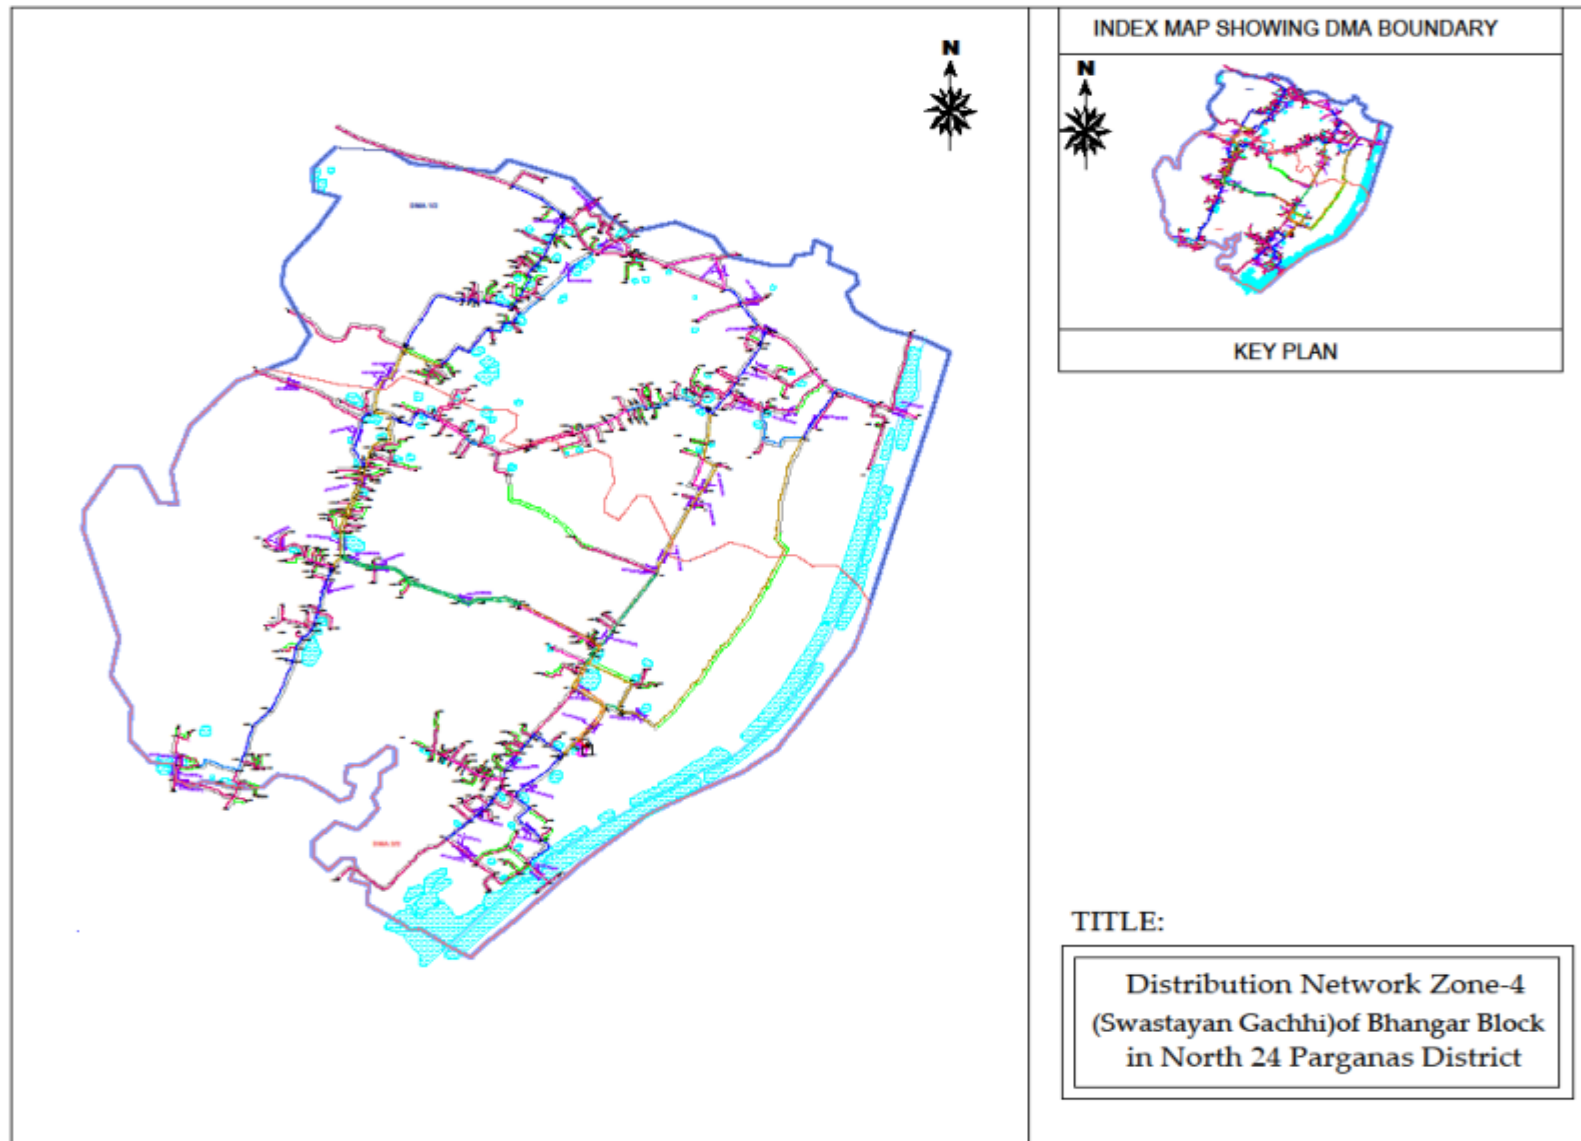 N
INDEX MAP SHOWING DMA BOUNDARY
N
KEY PLAN
TITLE:
Distribution Network Zone-4
(Swastayan Gachhi)of Bhangar Block
in North 24 Parganas District